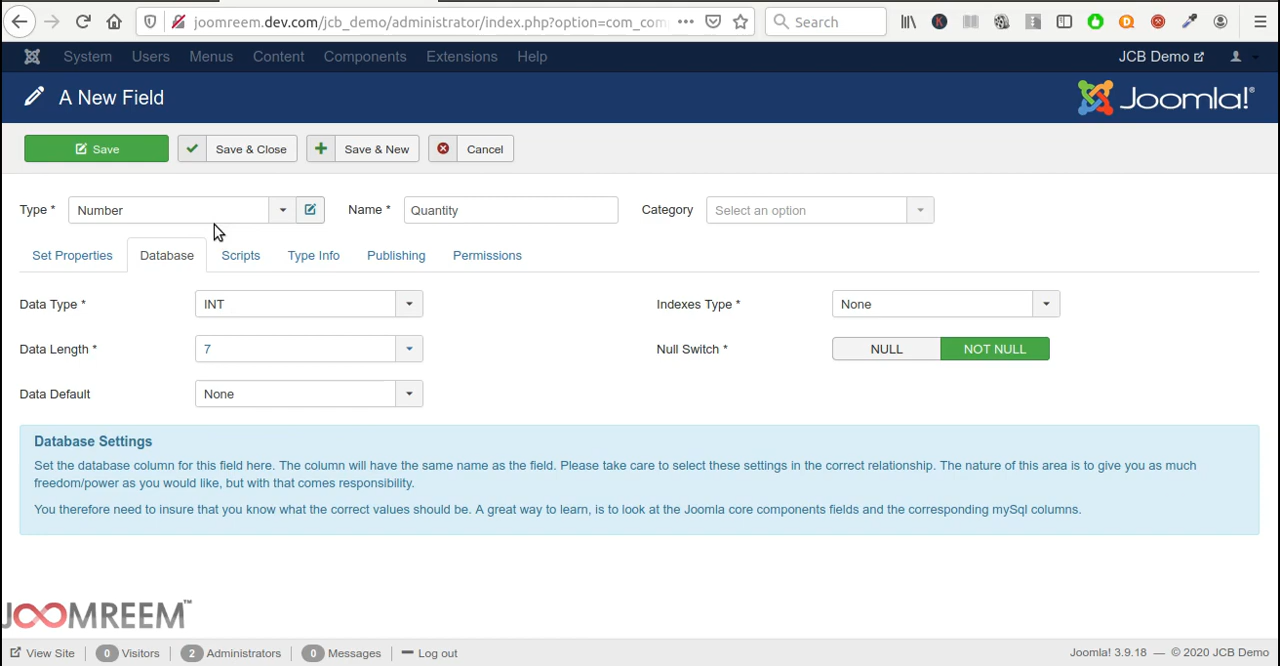 joomreem.dev.com/jcb_demo/administrator/index.php?option=com_com
Search
System Users Menus Content Components Extensions Help JCB Demo
A New Field
Joomla!®
Save Save & Close Save & New Cancel
Type * Number Name * Quantity Category Select an option
Set Properties Database Scripts Type Info Publishing Permissions
Data Type * INT Indexes Type * None
Data Length * 7 Null Switch * NULL NOT NULL
Data Default None
Database Settings
Set the database column for this field here. The column will have the same name as the field. Please take care to select these settings in the correct relationship. The nature of this area is to give you as much
freedom/power as you would like, but with that comes responsibility.
You therefore need to insure that you know what the correct values should be. A great way to learn, is to look at the Joomla core components fields and the corresponding mySql columns.
JOOMREEM™
View Site 0 Visitors 2 Administrators 0 Messages Log out Joomla! 3.9.18 — © 2020 JCB Demo